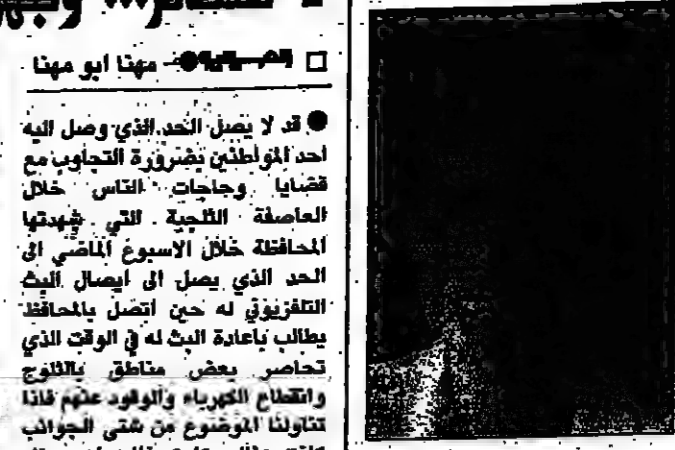 مهنا ابو مهنا
قد لا يصل الحد الذي وصل اليه
احد المواطنين بضرورة التجاوب مع
قضايا وحاجات الناس خلال
العاصفة الثلجية التي شهدتها
المحافظة خلال الاسبوع الماضي الى
الحد الذي يصل الى ايصال البث
التلفزيوني له حين اتصل بالمحافظ
يطالب باعادة البث له في الوقت الذي
تحاصر بعض مناطق بالثلوج
وانقطاع الكهرباء والوقود عنهم فاذا
تناولنا الموضوع من شتى الجوانب